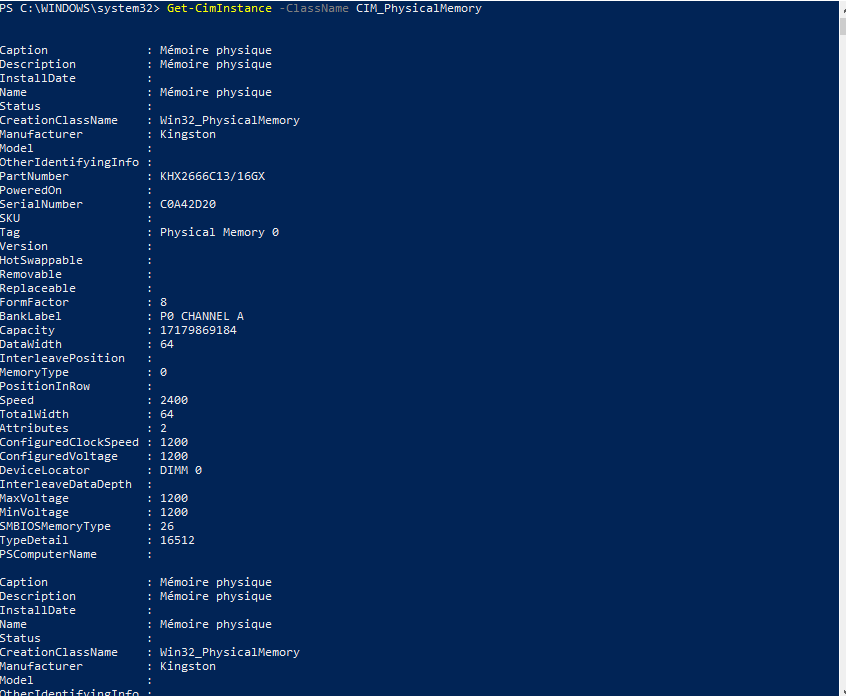 PS C:\WINDOWS\system32> Get-CimInstance -ClassName CIM_PhysicalMemory
Caption : Mémoire physique
Description : Mémoire physique
InstallDate :
Name : Mémoire physique
Status :
CreationClassName : Win32_PhysicalMemory
Manufacturer : Kingston
Model :
OtherIdentifyingInfo :
PartNumber : KHX2666C13/16GX
PoweredOn :
SerialNumber : C0A42D20
SKU :
Tag : Physical Memory 0
Version :
HotSwappable :
Removable :
Replaceable :
FormFactor : 8
BankLabel : P0 CHANNEL A
Capacity : 17179869184
DataWidth : 64
InterleavePosition :
MemoryType : 0
PositionInRow :
Speed : 2400
TotalWidth : 64
Attributes : 2
ConfiguredClockSpeed : 1200
ConfiguredVoltage : 1200
DeviceLocator : DIMM 0
InterleaveDataDepth :
MaxVoltage : 1200
MinVoltage : 1200
SMBIOSMemoryType : 26
TypeDetail : 16512
PSComputerName :
Caption : Mémoire physique
Description : Mémoire physique
InstallDate :
Name : Mémoire physique
Status :
CreationClassName : Win32_PhysicalMemory
Manufacturer : Kingston
Model :
OtherIdentifyingInfo :